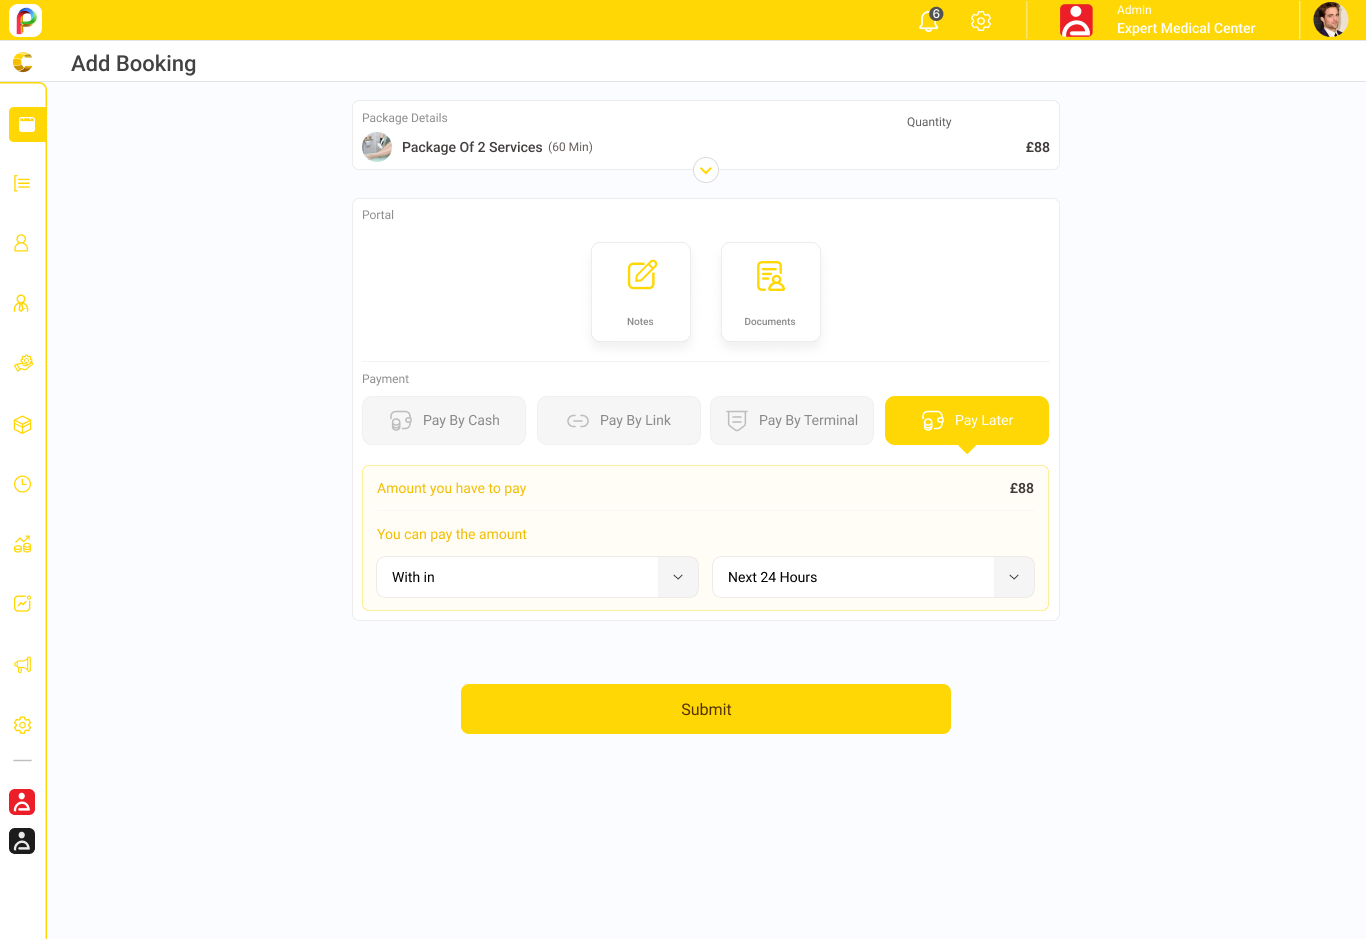 6
Admin
Expert Medical Center
Add Booking
Package Details
Quantity
Package Of 2 Services (60 Min)
£88
Portal
Notes
Documents
Payment
Pay By Cash
Pay By Link
Pay By Terminal
Pay Later
Amount you have to pay
£88
You can pay the amount
With in
Next 24 Hours
Submit